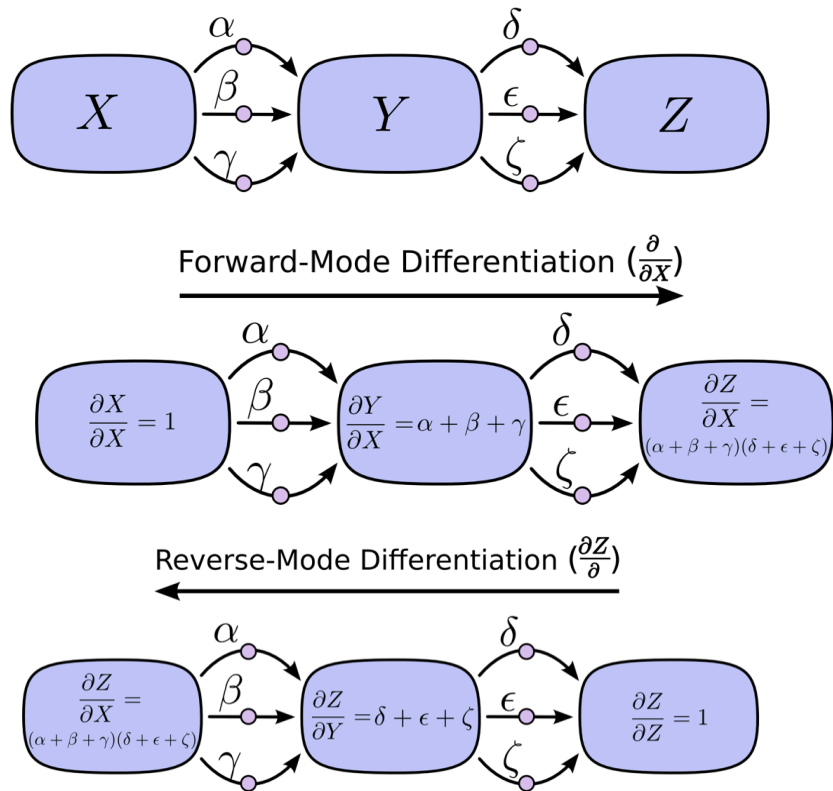 α δ
X β Y ϵ Z
γ ζ
Forward-Mode Differentiation (∂/∂X)
α δ
∂X/∂X = 1 β ∂Y/∂X = α + β + γ ϵ ∂Z/∂X =
(α + β + γ)(δ + ϵ + ζ)
γ ζ
Reverse-Mode Differentiation (∂Z/∂)
α δ
∂Z/∂X = β ∂Z/∂Y = δ + ϵ + ζ ϵ ∂Z/∂Z = 1
(α + β + γ)(δ + ϵ + ζ)
γ ζ